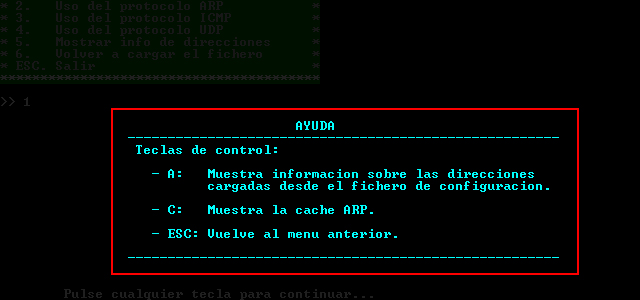 * 2.   Uso del protocolo ARP           *
* 3.   Uso del protocolo ICMP          *
* 4.   Uso del protocolo UDP           *
* 5.   Mostrar info de direcciones     *
* 6.   Volver a cargar el fichero      *
* ESC. Salir                           *
****************************************
>> 1
AYUDA
Teclas de control:
- A:   Muestra informacion sobre las direcciones
cargadas desde el fichero de configuracion.
- C:   Muestra la cache ARP.
- ESC: Vuelve al menu anterior.
Pulse cualquier tecla para continuar...